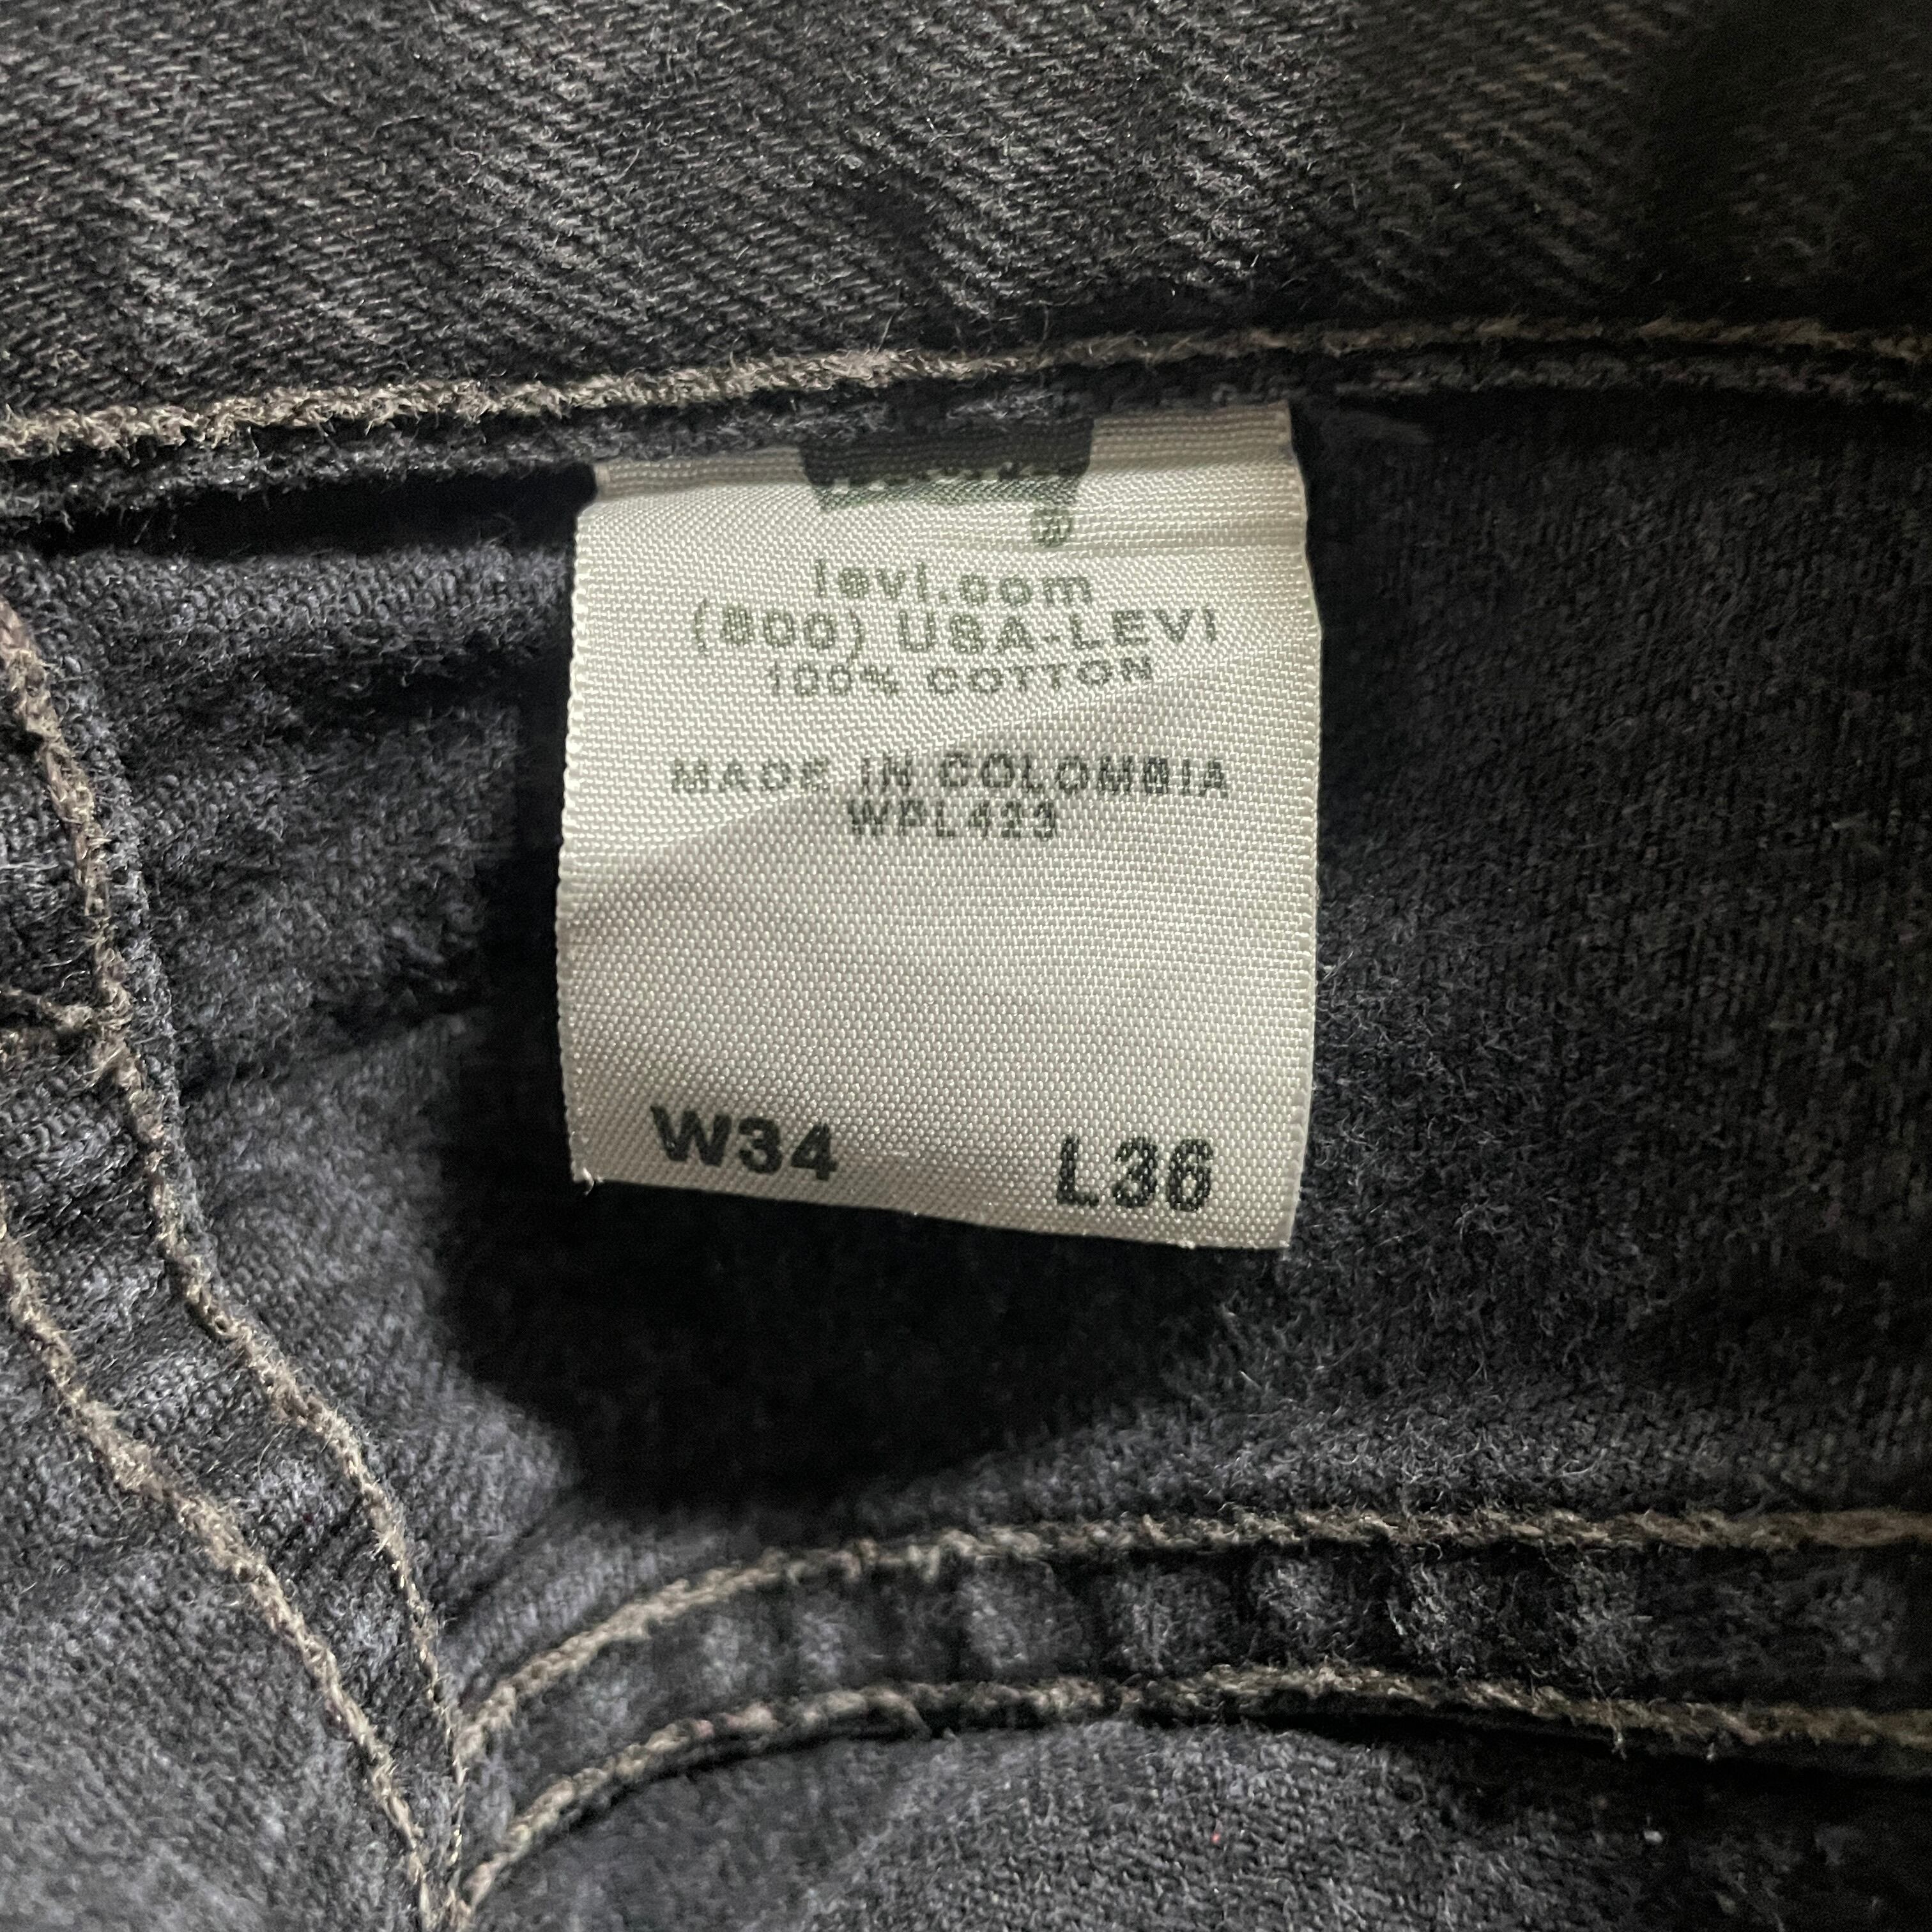 ®
levi.com
(800) USA-LEVI
100% COTTON
MADE IN COLOMBIA
WPL423
W34 L36